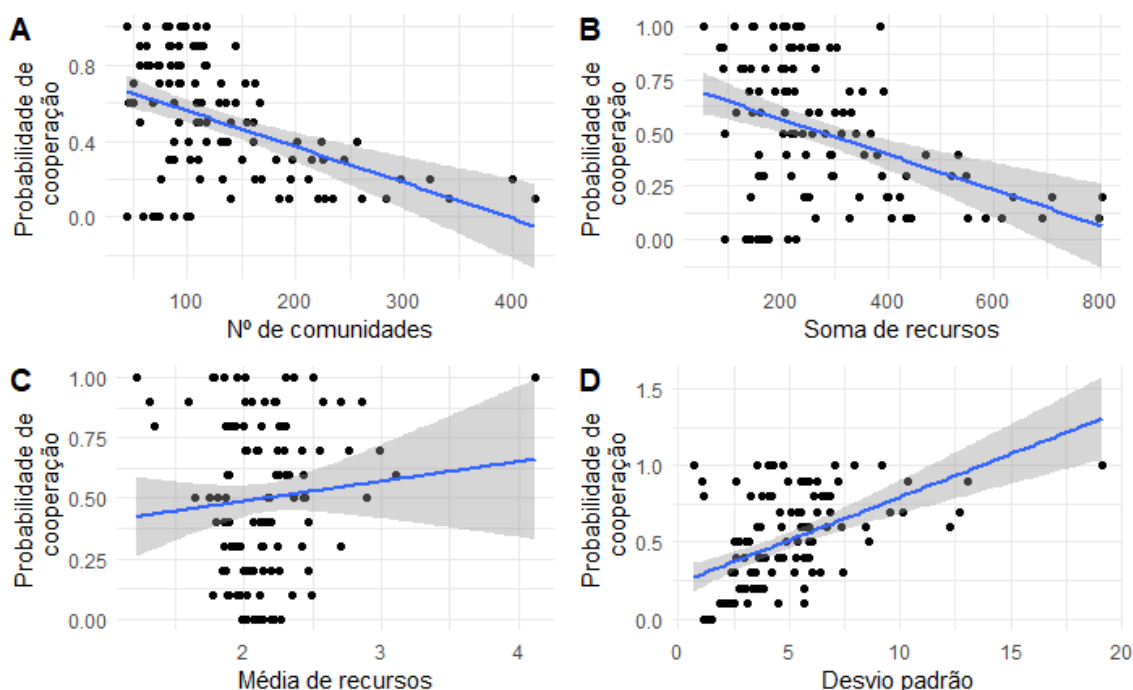 A
Probabilidade de
cooperação
0.8
0.4
0.0
100
200
300
400
Nº de comunidades
B
Probabilidade de
cooperação
1.00
0.75
0.50
0.25
0.00
200
400
600
800
Soma de recursos
C
Probabilidade de
cooperação
1.00
0.75
0.50
0.25
0.00
2
3
4
Média de recursos
D
Probabilidade de
cooperação
1.5
1.0
0.5
0.0
0
5
10
15
20
Desvio padrão